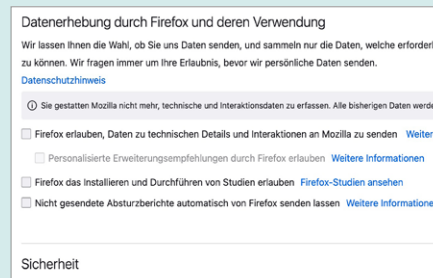 Datenerhebung durch Firefox und deren Verwendung
Wir lassen Ihnen die Wahl, ob Sie uns Daten senden, und sammeln nur die Daten, welche erforderl
zu können. Wir fragen immer um Ihre Erlaubnis, bevor wir persönliche Daten senden.
Datenschutzhinweis
Sie gestatten Mozilla nicht mehr, technische und Interaktionsdaten zu erfassen. Alle bisherigen Daten werde
Firefox erlauben, Daten zu technischen Details und Interaktionen an Mozilla zu senden Weiter
Personalisierte Erweiterungsempfehlungen durch Firefox erlauben Weitere Informationen
Firefox das Installieren und Durchführen von Studien erlauben Firefox-Studien ansehen
Nicht gesendete Absturzberichte automatisch von Firefox senden lassen Weitere Informatione
Sicherheit